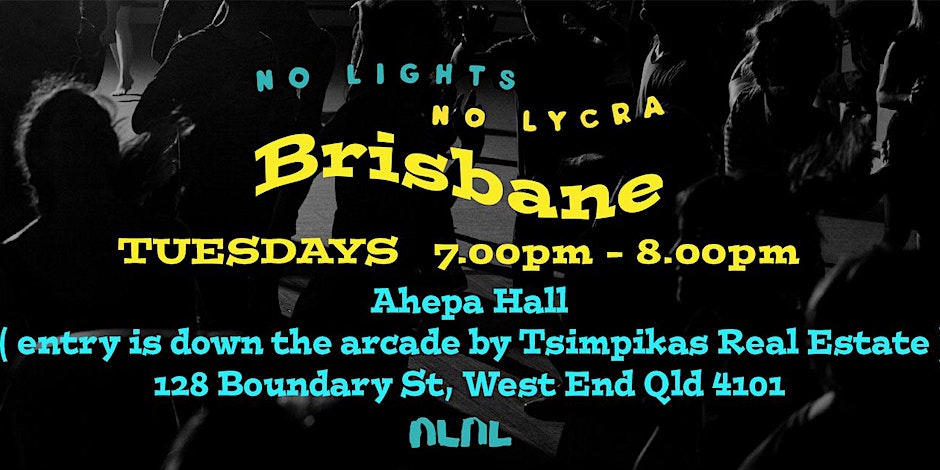 NO LIGHTS
NO LYCRA
Brisbane
TUESDAYS 7.00pm - 8.00pm
Ahepa Hall
( entry is down the arcade by Tsimpikas Real Estate )
128 Boundary St, West End Qld 4101
NLNL